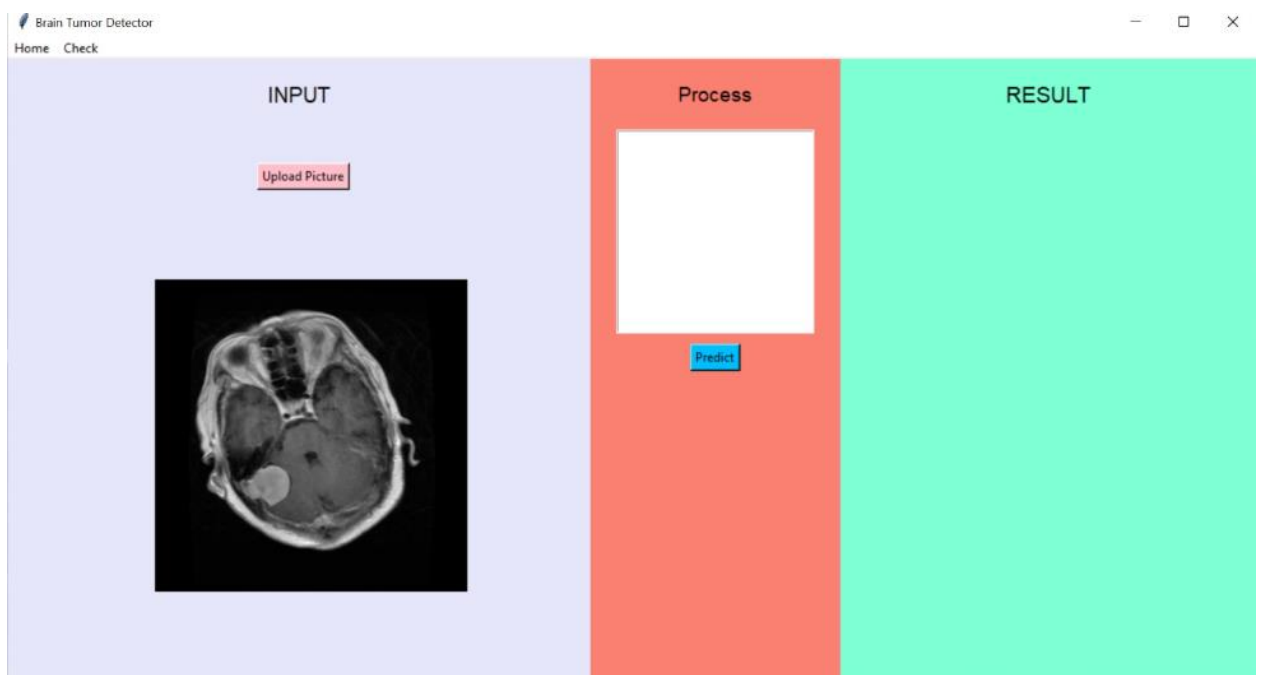 Brain Tumor Detector
Home Check
INPUT
Upload Picture
Process
Predict
RESULT